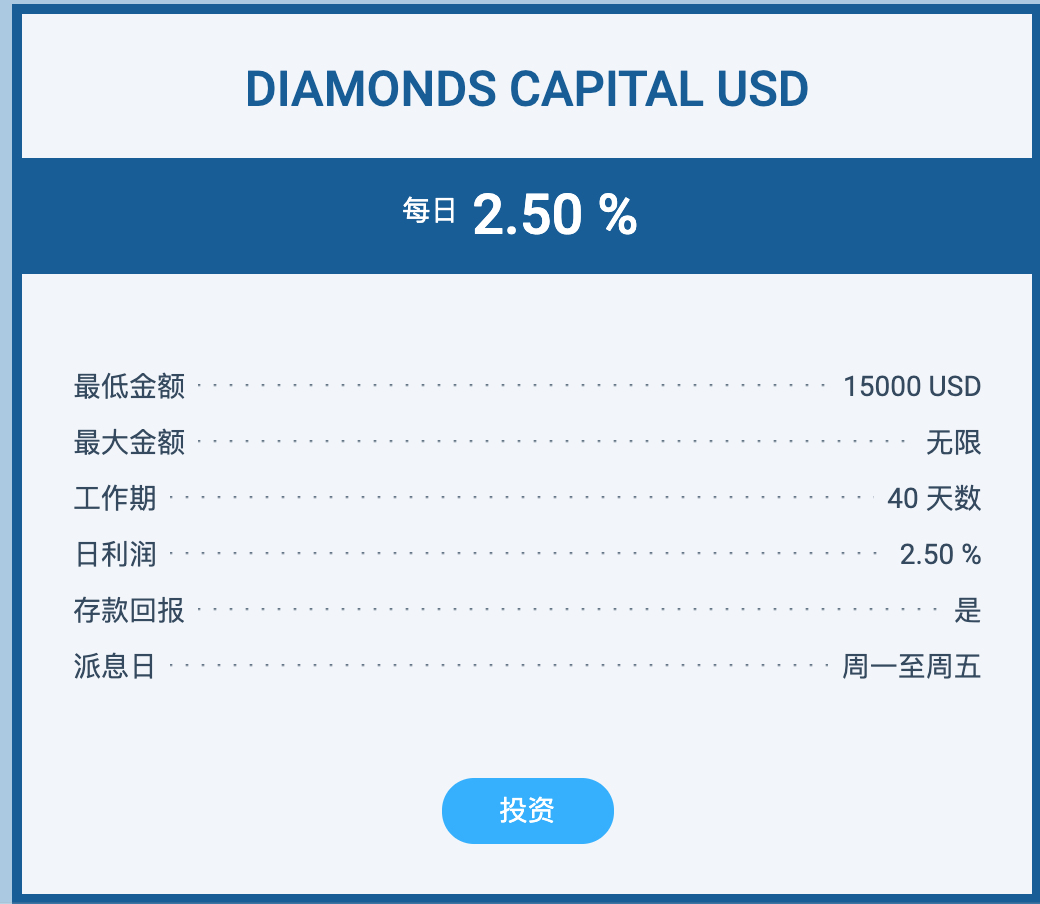 DIAMONDS CAPITAL USD
每日 2.50 %
最低金额 15000 USD
最大金额 无限
工作期 40 天数
日利润 2.50 %
存款回报 是
派息日 周一至周五
投资